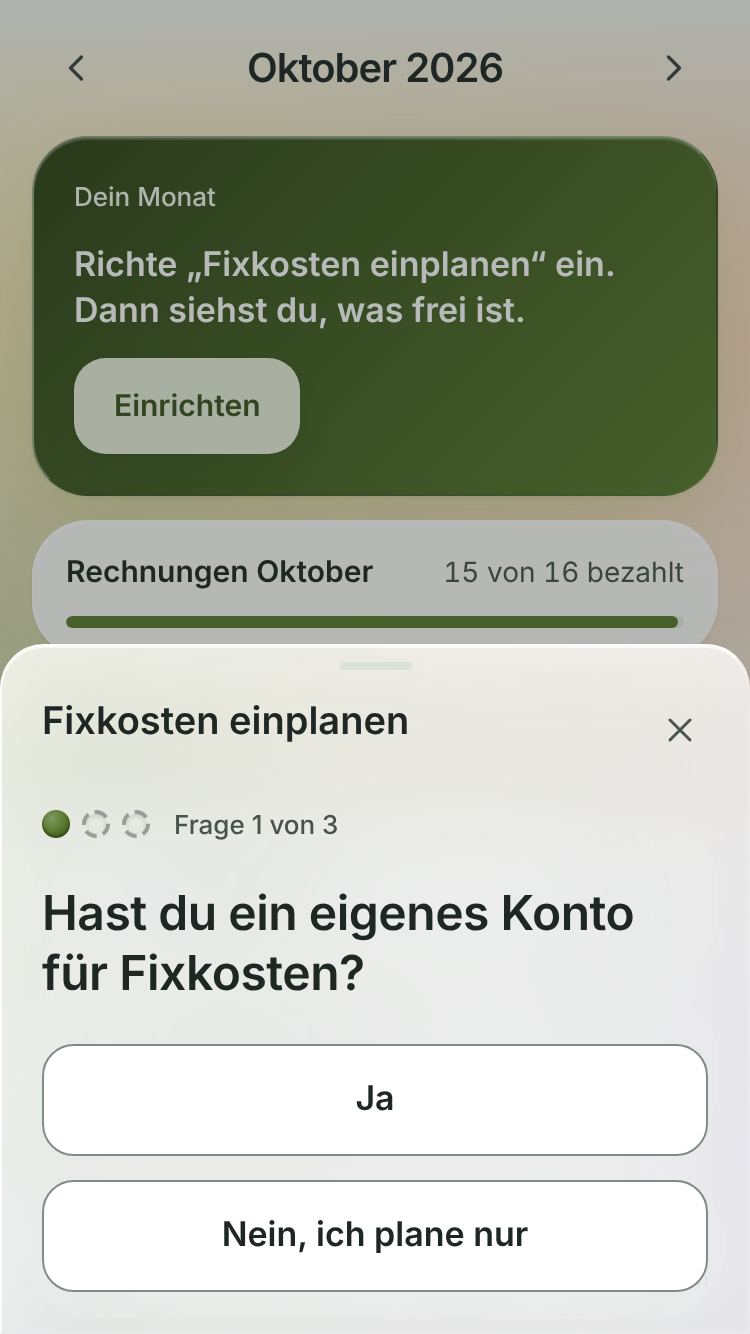 Oktober 2026
Dein Monat
Richte „Fixkosten einplanen“ ein.
Dann siehst du, was frei ist.
Einrichten
Rechnungen Oktober 15 von 16 bezahlt
Fixkosten einplanen
Frage 1 von 3
Hast du ein eigenes Konto
für Fixkosten?
Ja
Nein, ich plane nur